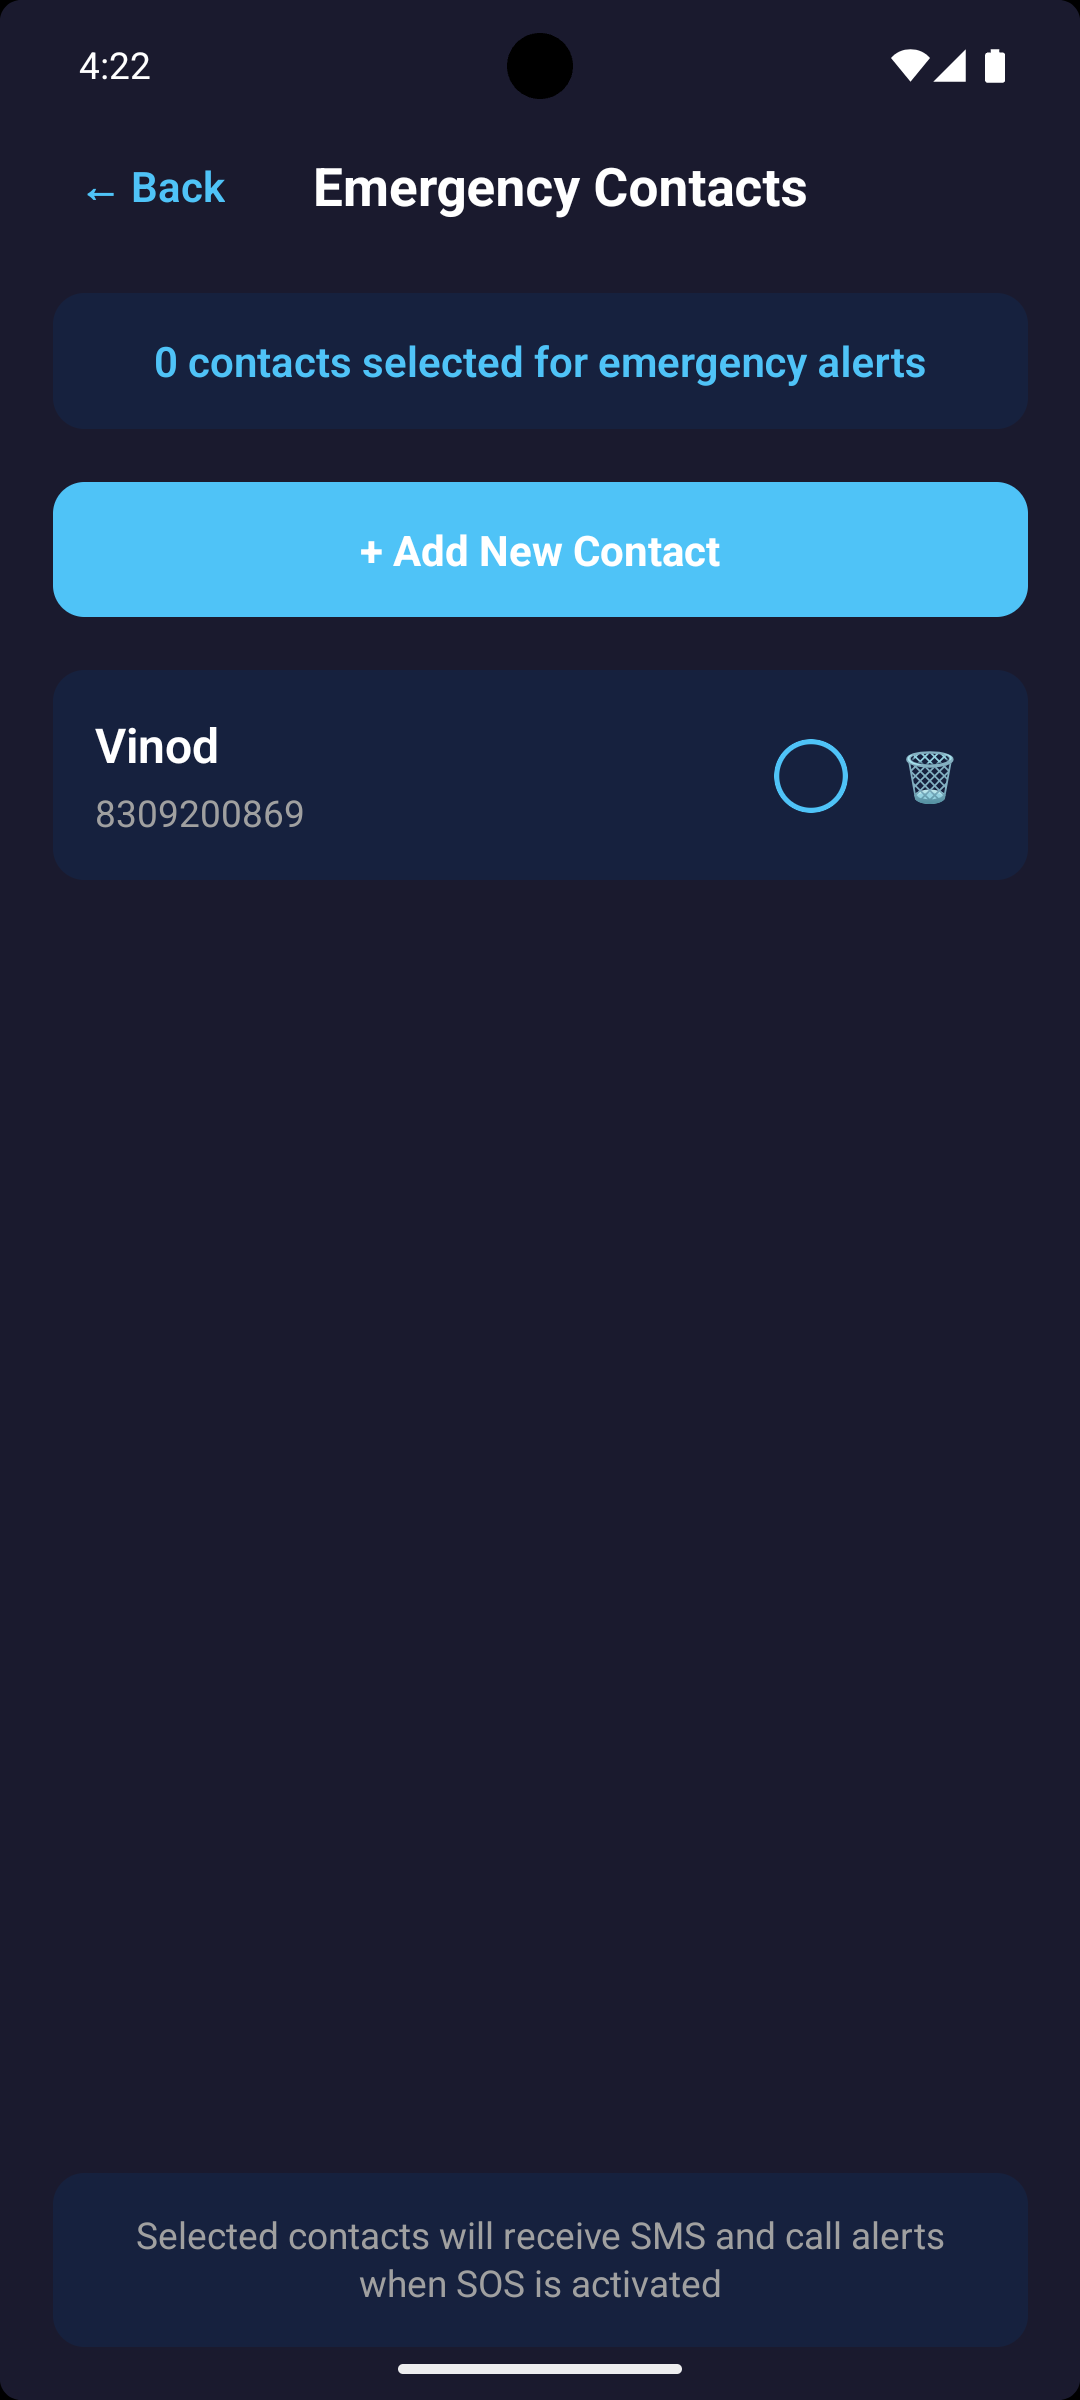 4:22
← Back
Emergency Contacts
0 contacts selected for emergency alerts
+ Add New Contact
Vinod
8309200869
Selected contacts will receive SMS and call alerts
when SOS is activated